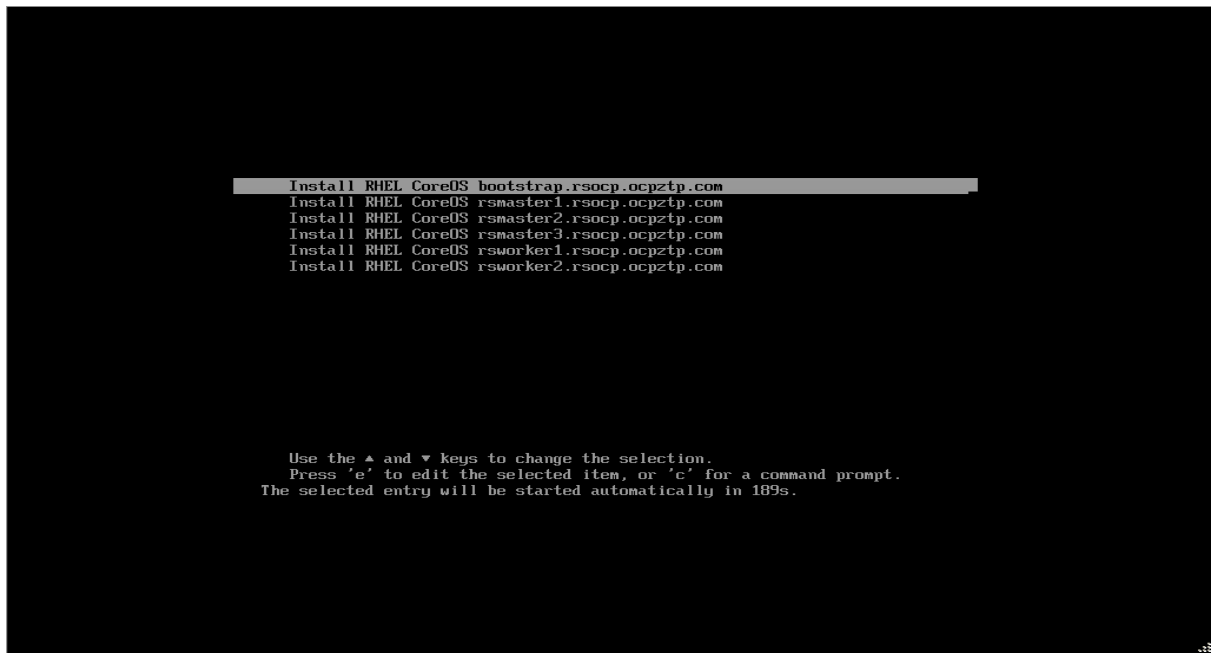 Install RHEL CoreOS bootstrap.rsocp.ocpztp.com
Install RHEL CoreOS rsmaster1.rsocp.ocpztp.com
Install RHEL CoreOS rsmaster2.rsocp.ocpztp.com
Install RHEL CoreOS rsmaster3.rsocp.ocpztp.com
Install RHEL CoreOS rsworker1.rsocp.ocpztp.com
Install RHEL CoreOS rsworker2.rsocp.ocpztp.com
Use the ▲ and ▼ keys to change the selection.
Press 'e' to edit the selected item, or 'c' for a command prompt.
The selected entry will be started automatically in 189s.